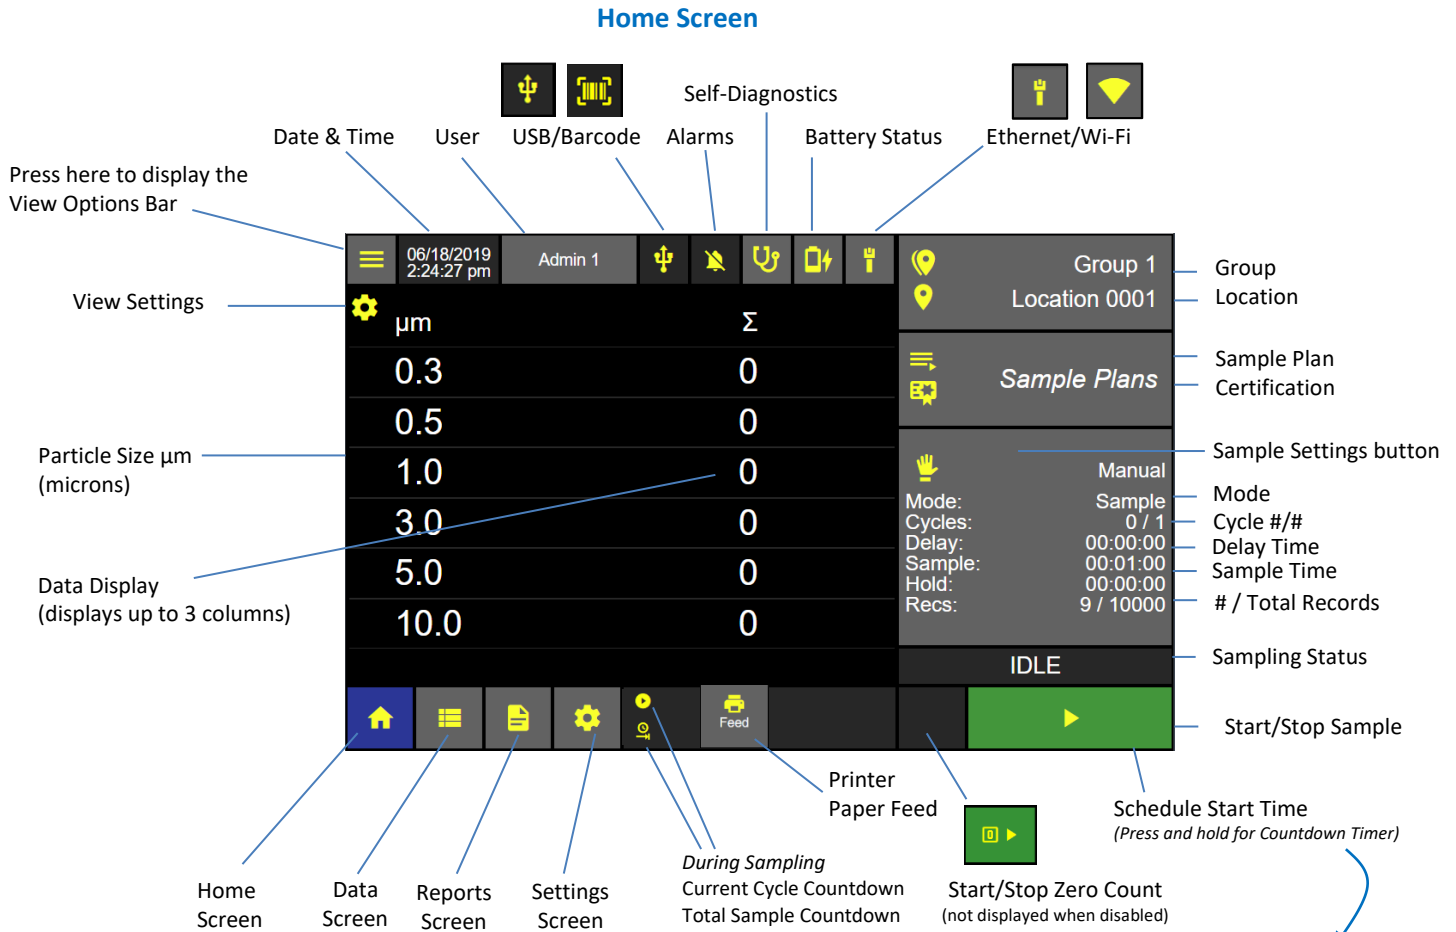 Home Screen
Self-Diagnostics
Date & Time
User
USB/Barcode
Alarms
Battery Status
Ethernet/Wi-Fi
Press here to display the
View Options Bar
06/18/2019
2:24:27 pm
Admin 1
Group 1
Location 0001
Group
Location
View Settings
µm
Σ
0.3
0
0.5
0
1.0
0
3.0
0
5.0
0
10.0
0
Sample Plans
Sample Plan
Certification
Particle Size µm
(microns)
Data Display
(displays up to 3 columns)
Manual
Mode:
Sample
Cycles:
0 / 1
Delay:
00:00:00
Sample:
00:01:00
Hold:
00:00:00
Recs:
9 / 10000
Sample Settings button
Mode
Cycle #/#
Delay Time
Sample Time
# / Total Records
IDLE
Sampling Status
Feed
Start/Stop Sample
Printer
Paper Feed
Schedule Start Time
(Press and hold for Countdown Timer)
Home
Screen
Data
Screen
Reports
Screen
Settings
Screen
During Sampling
Current Cycle Countdown
Total Sample Countdown
0
Start/Stop Zero Count
(not displayed when disabled)